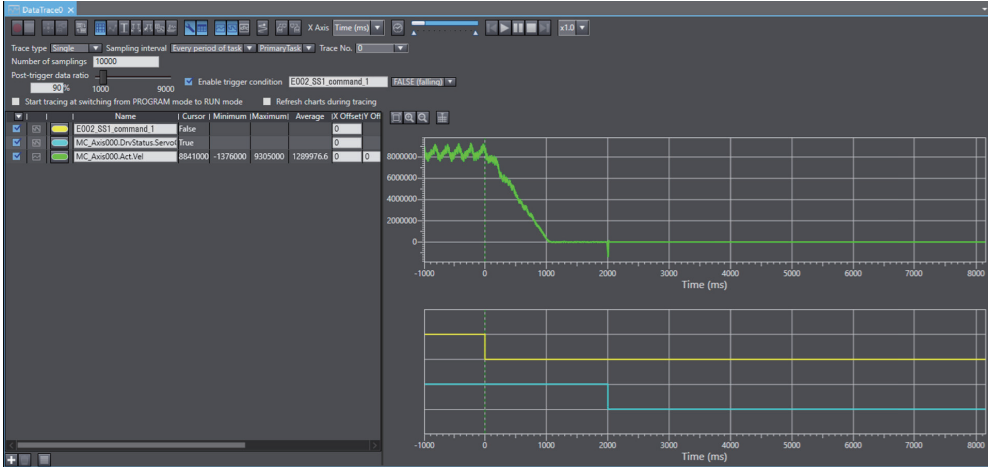 DataTrace0
X Axis Time (ms) x1.0
Trace type Single Sampling interval Every period of task PrimaryTask Trace No. 0
Number of samplings 10000
Post-trigger data ratio
90 % 1000 9000 Enable trigger condition E002_SS1_command_1 FALSE (falling)
Start tracing at switching from PROGRAM mode to RUN mode Refresh charts during tracing
Name Cursor Minimum Maximum Average X Offset Y Off
E002_SS1_command_1 False 0
MC_Axis000.DrvStatus.Servo True 0
MC_Axis000.Act.Vel 8841000 -1376000 9305000 1289976.6 0 0
8000000
6000000
4000000
2000000
0
-1000 0 1000 2000 3000 4000 5000 6000 7000 8000
Time (ms)
-1000 0 1000 2000 3000 4000 5000 6000 7000 8000
Time (ms)